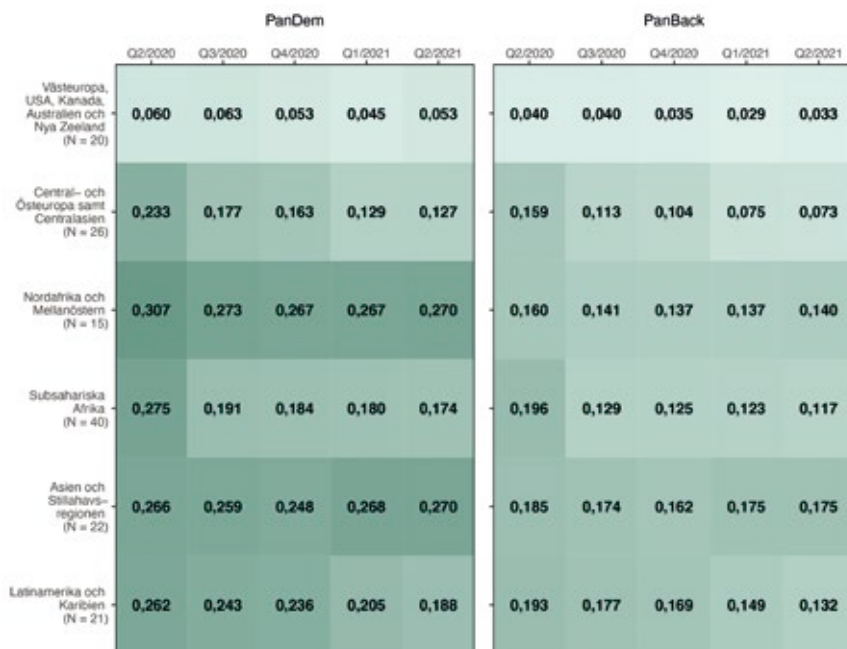 PanDem PanBack
Q2/2020 Q3/2020 Q4/2020 Q1/2021 Q2/2021 Q2/2020 Q3/2020 Q4/2020 Q1/2021 Q2/2021
Västeuropa,
USA, Kanada,
Australien och
Nya Zeeland
(N = 20)
0,060 0,063 0,053 0,045 0,053 0,040 0,040 0,035 0,029 0,033
Central– och
Östeuropa samt
Centralasien
(N = 26)
0,233 0,177 0,163 0,129 0,127 0,159 0,113 0,104 0,075 0,073
Nordafrika och
Mellanöstern
(N = 15)
0,307 0,273 0,267 0,267 0,270 0,160 0,141 0,137 0,137 0,140
Subsahariska
Afrika
(N = 40)
0,275 0,191 0,184 0,180 0,174 0,196 0,129 0,125 0,123 0,117
Asien och
Stillahavs–
regionen
(N = 22)
0,266 0,259 0,248 0,268 0,270 0,185 0,174 0,162 0,175 0,175
Latinamerika och
Karibien
(N = 21)
0,262 0,243 0,236 0,205 0,188 0,193 0,177 0,169 0,149 0,132